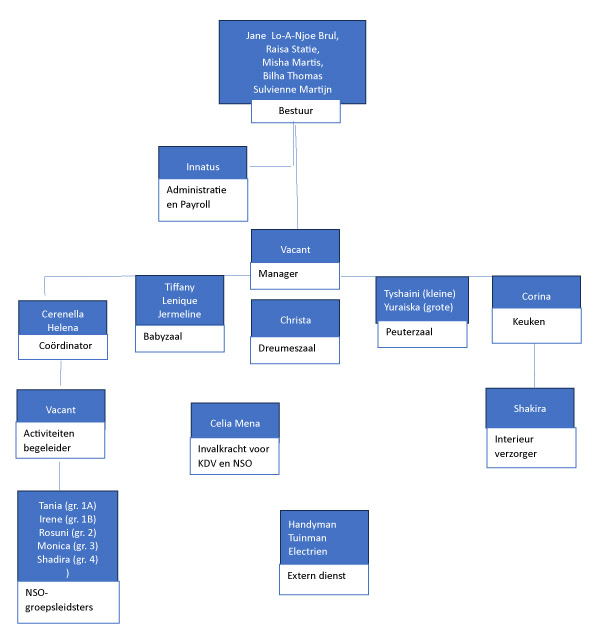 Jane Lo-A-Njoe Brul,
Raisa Statie,
Misha Martis,
Bilha Thomas
Sulvienne Martijn
Bestuur
Innatus
Administratie
en Payroll
Vacant
Manager
Cerenella
Helena
Coördinator
Tiffany
Lenique
Jermeline
Babyzaal
Christa
Dreumeszaal
Tyshaini (kleine)
Yuraiska (grote)
Peuterzaal
Corina
Keuken
Vacant
Activiteiten
begeleider
Celia Mena
Invalkracht voor
KDV en NSO
Shakira
Interieur
verzorger
Tania (gr. 1A)
Irene (gr. 1B)
Rosuni (gr. 2)
Monica (gr. 3)
Shadira (gr. 4)
)
NSO-
groepsleidsters
Handyman
Tuinman
Electrien
Extern dienst